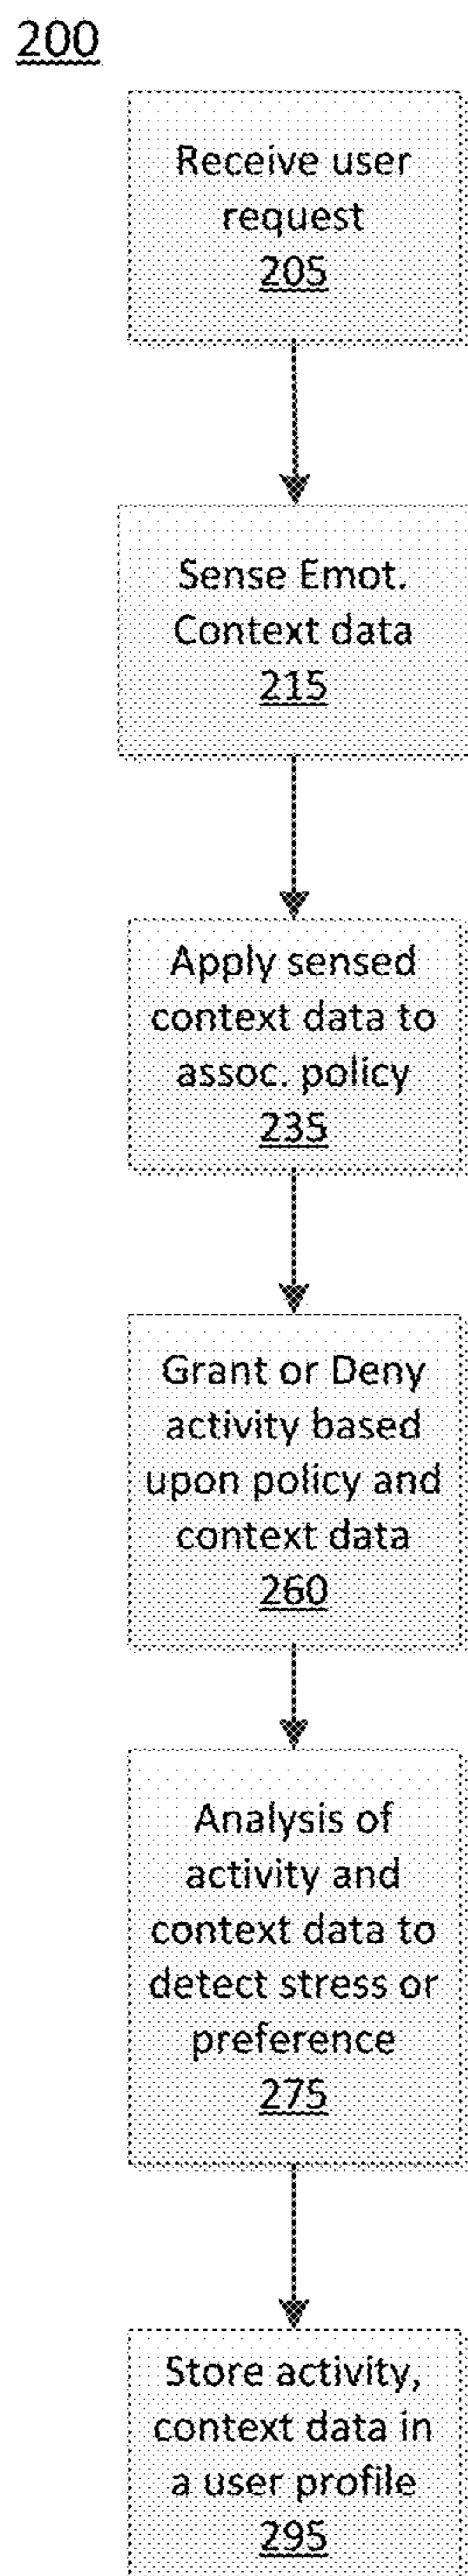 200
Receive user
request
205
Sense Emot.
Context data
215
Apply sensed
context data to
assoc. policy
235
Grant or Deny
activity based
upon policy and
context data
260
Analysis of
activity and
context data to
detect stress or
preference
275
Store activity,
context data in
a user profile
295